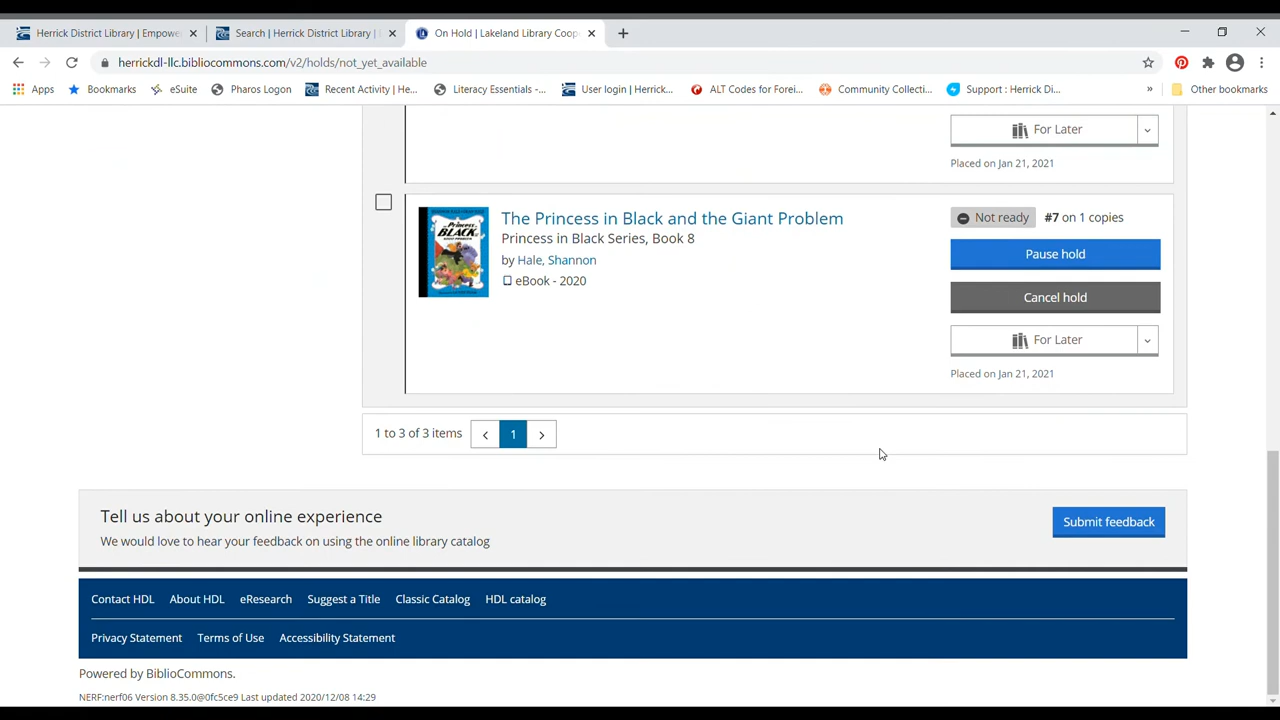 Herrick District Library | Empowe
Search | Herrick District Library |
On Hold | Lakeland Library Coop
herrickdl-llc.bibliocommons.com/v2/holds/not_yet_available
Apps
Bookmarks
eSuite
Pharos Logon
Recent Activity | He...
Literacy Essentials -...
User login | Herrick...
ALT Codes for Forei...
Community Collecti...
Support : Herrick Di...
»
Other bookmarks
For Later
Placed on Jan 21, 2021
The Princess in Black and the Giant Problem
Princess in Black Series, Book 8
by Hale, Shannon
eBook - 2020
Not ready #7 on 1 copies
Pause hold
Cancel hold
For Later
Placed on Jan 21, 2021
1 to 3 of 3 items
1
Tell us about your online experience
We would love to hear your feedback on using the online library catalog
Submit feedback
Contact HDL About HDL eResearch Suggest a Title Classic Catalog HDL catalog
Privacy Statement Terms of Use Accessibility Statement
Powered by BiblioCommons.
NERF:nerf06 Version 8.35.0@0fc5ce9 Last updated 2020/12/08 14:29